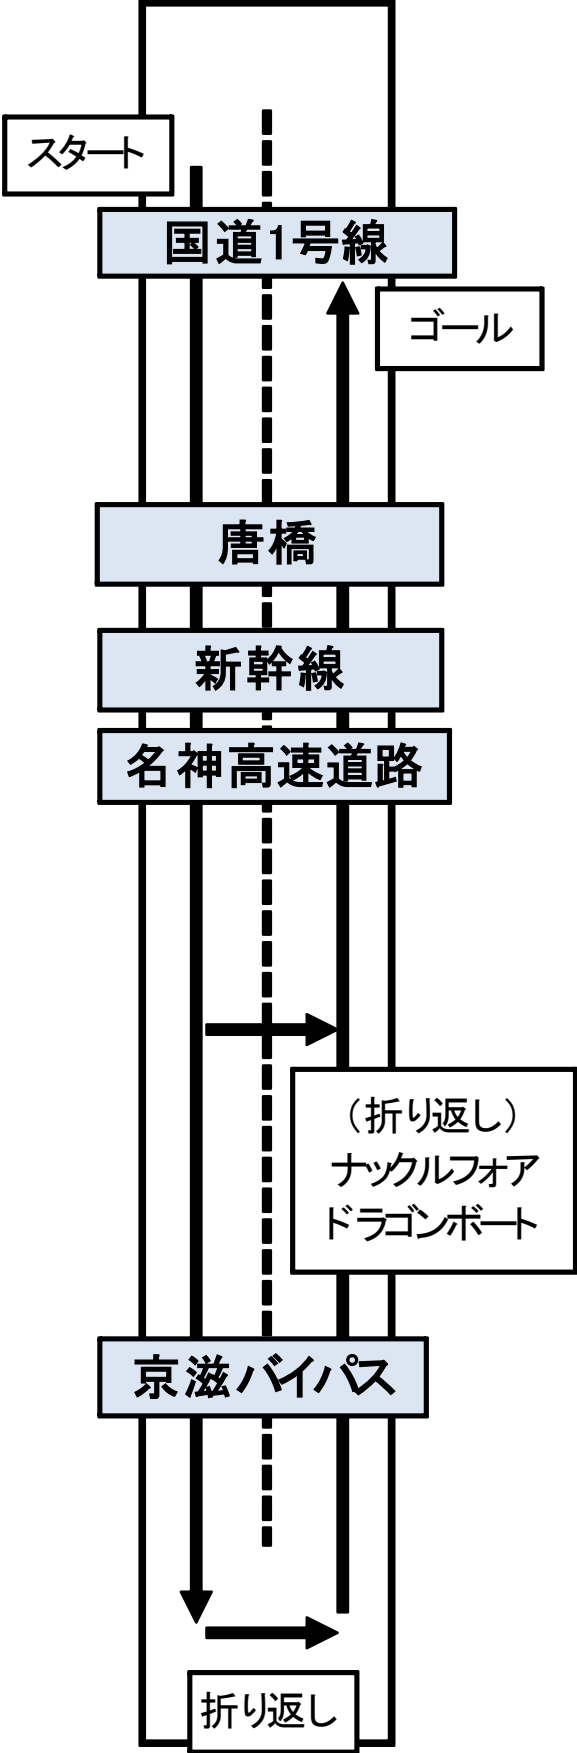 スタート
国道1号線
ゴール
唐橋
新幹線
名神高速道路
（折り返し）
ナックルフォア
ドラゴンボート
京滋バイパス
折り返し